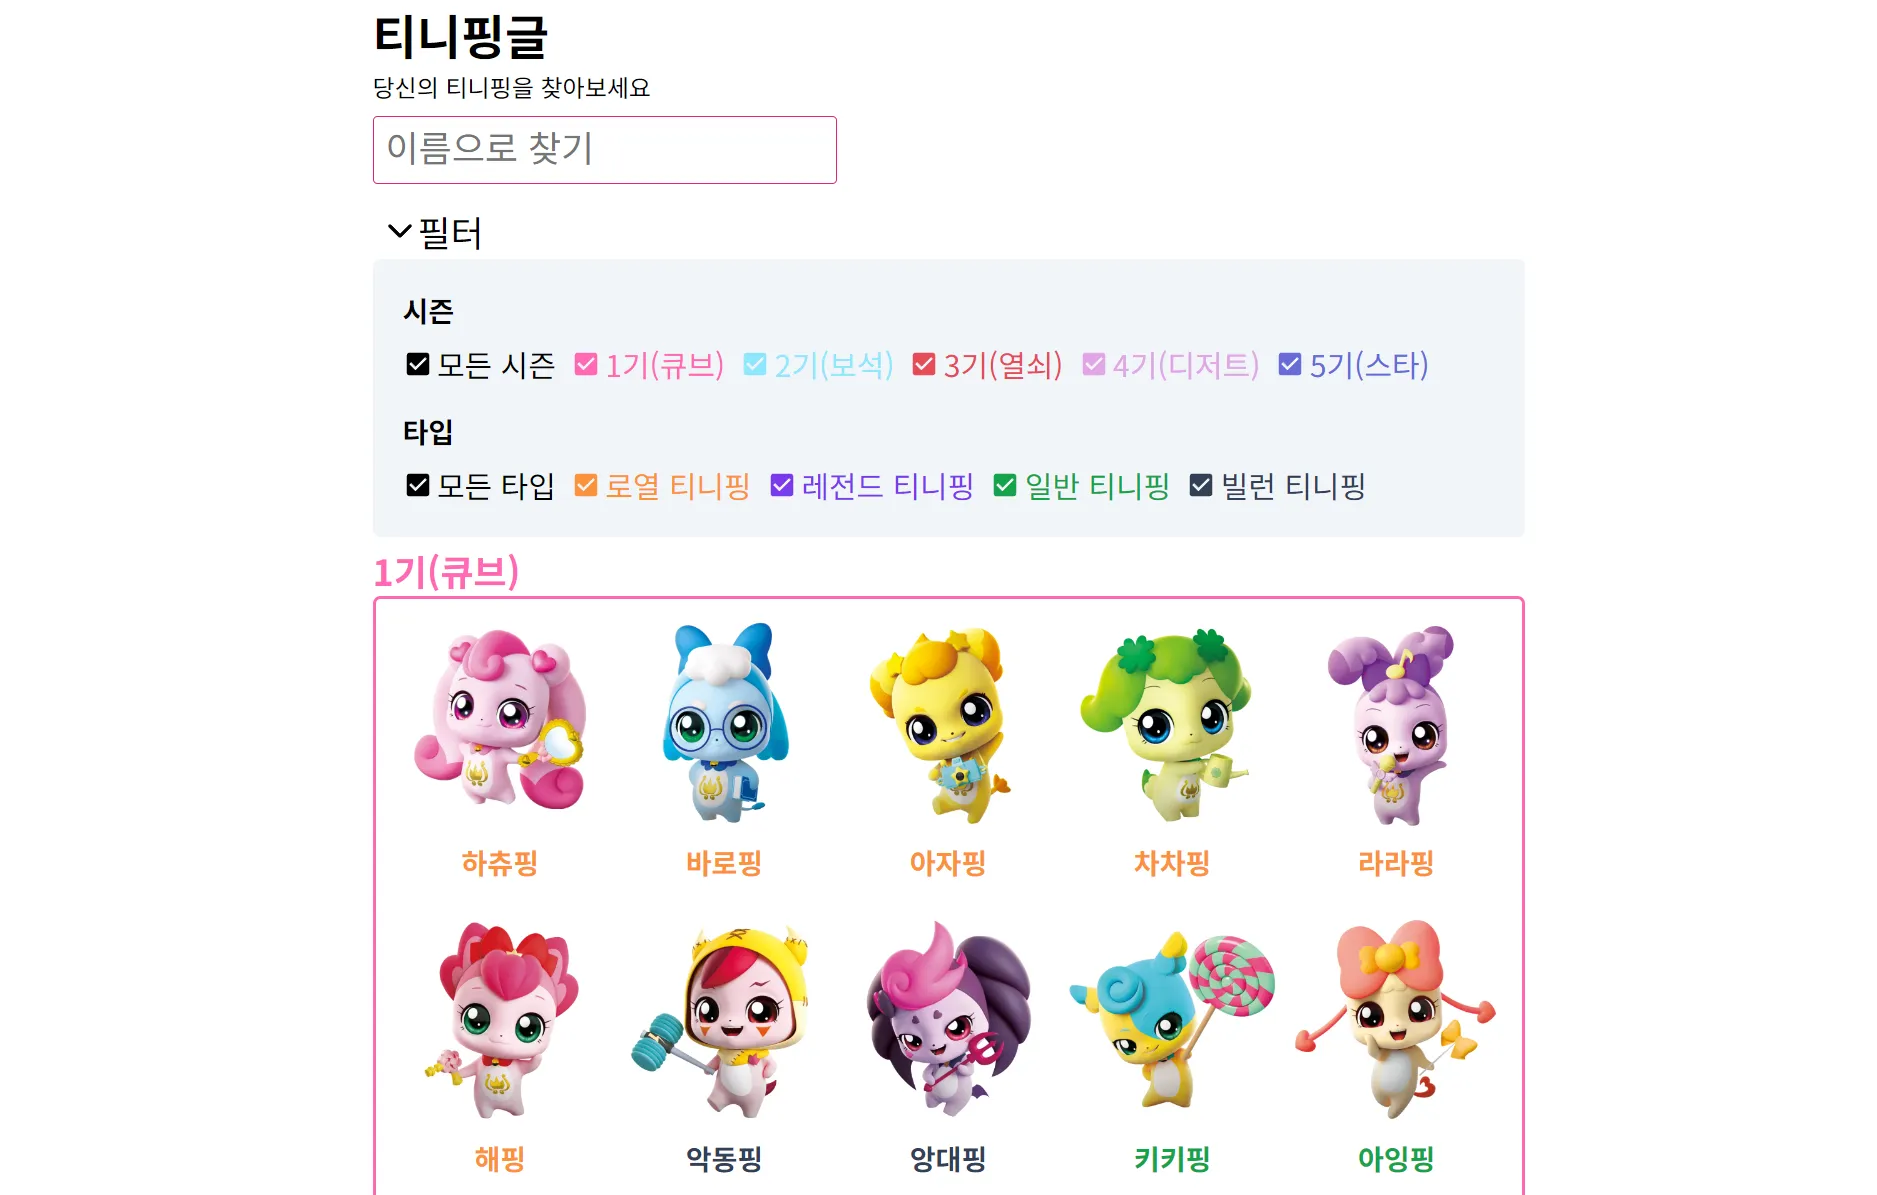 티니핑글
당신의 티니핑을 찾아보세요
이름으로 찾기
필터
시즌
모든 시즌 1기(큐브) 2기(보석) 3기(열쇠) 4기(디저트) 5기(스타)
타입
모든 타입 로열 티니핑 레전드 티니핑 일반 티니핑 빌런 티니핑
1기(큐브)
하츄핑 바로핑 아자핑 차차핑 라라핑
해핑 악동핑 앙대핑 키키핑 아잉핑